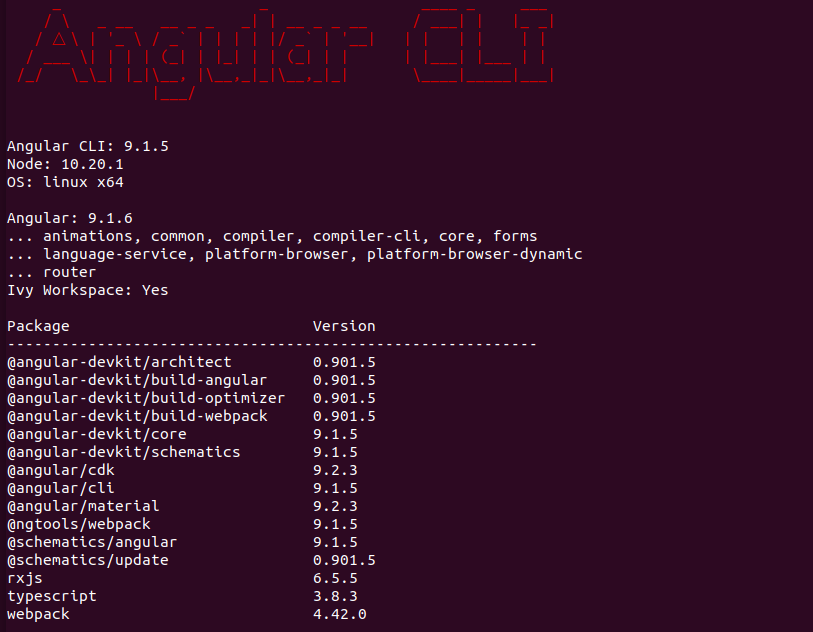 Angular CLI
Angular CLI: 9.1.5
Node: 10.20.1
OS: linux x64
Angular: 9.1.6
... animations, common, compiler, compiler-cli, core, forms
... language-service, platform-browser, platform-browser-dynamic
... router
Ivy Workspace: Yes
Package Version
-----------------------------------------------------------
@angular-devkit/architect 0.901.5
@angular-devkit/build-angular 0.901.5
@angular-devkit/build-optimizer 0.901.5
@angular-devkit/build-webpack 0.901.5
@angular-devkit/core 9.1.5
@angular-devkit/schematics 9.1.5
@angular/cdk 9.2.3
@angular/cli 9.1.5
@angular/material 9.2.3
@ngtools/webpack 9.1.5
@schematics/angular 9.1.5
@schematics/update 0.901.5
rxjs 6.5.5
typescript 3.8.3
webpack 4.42.0